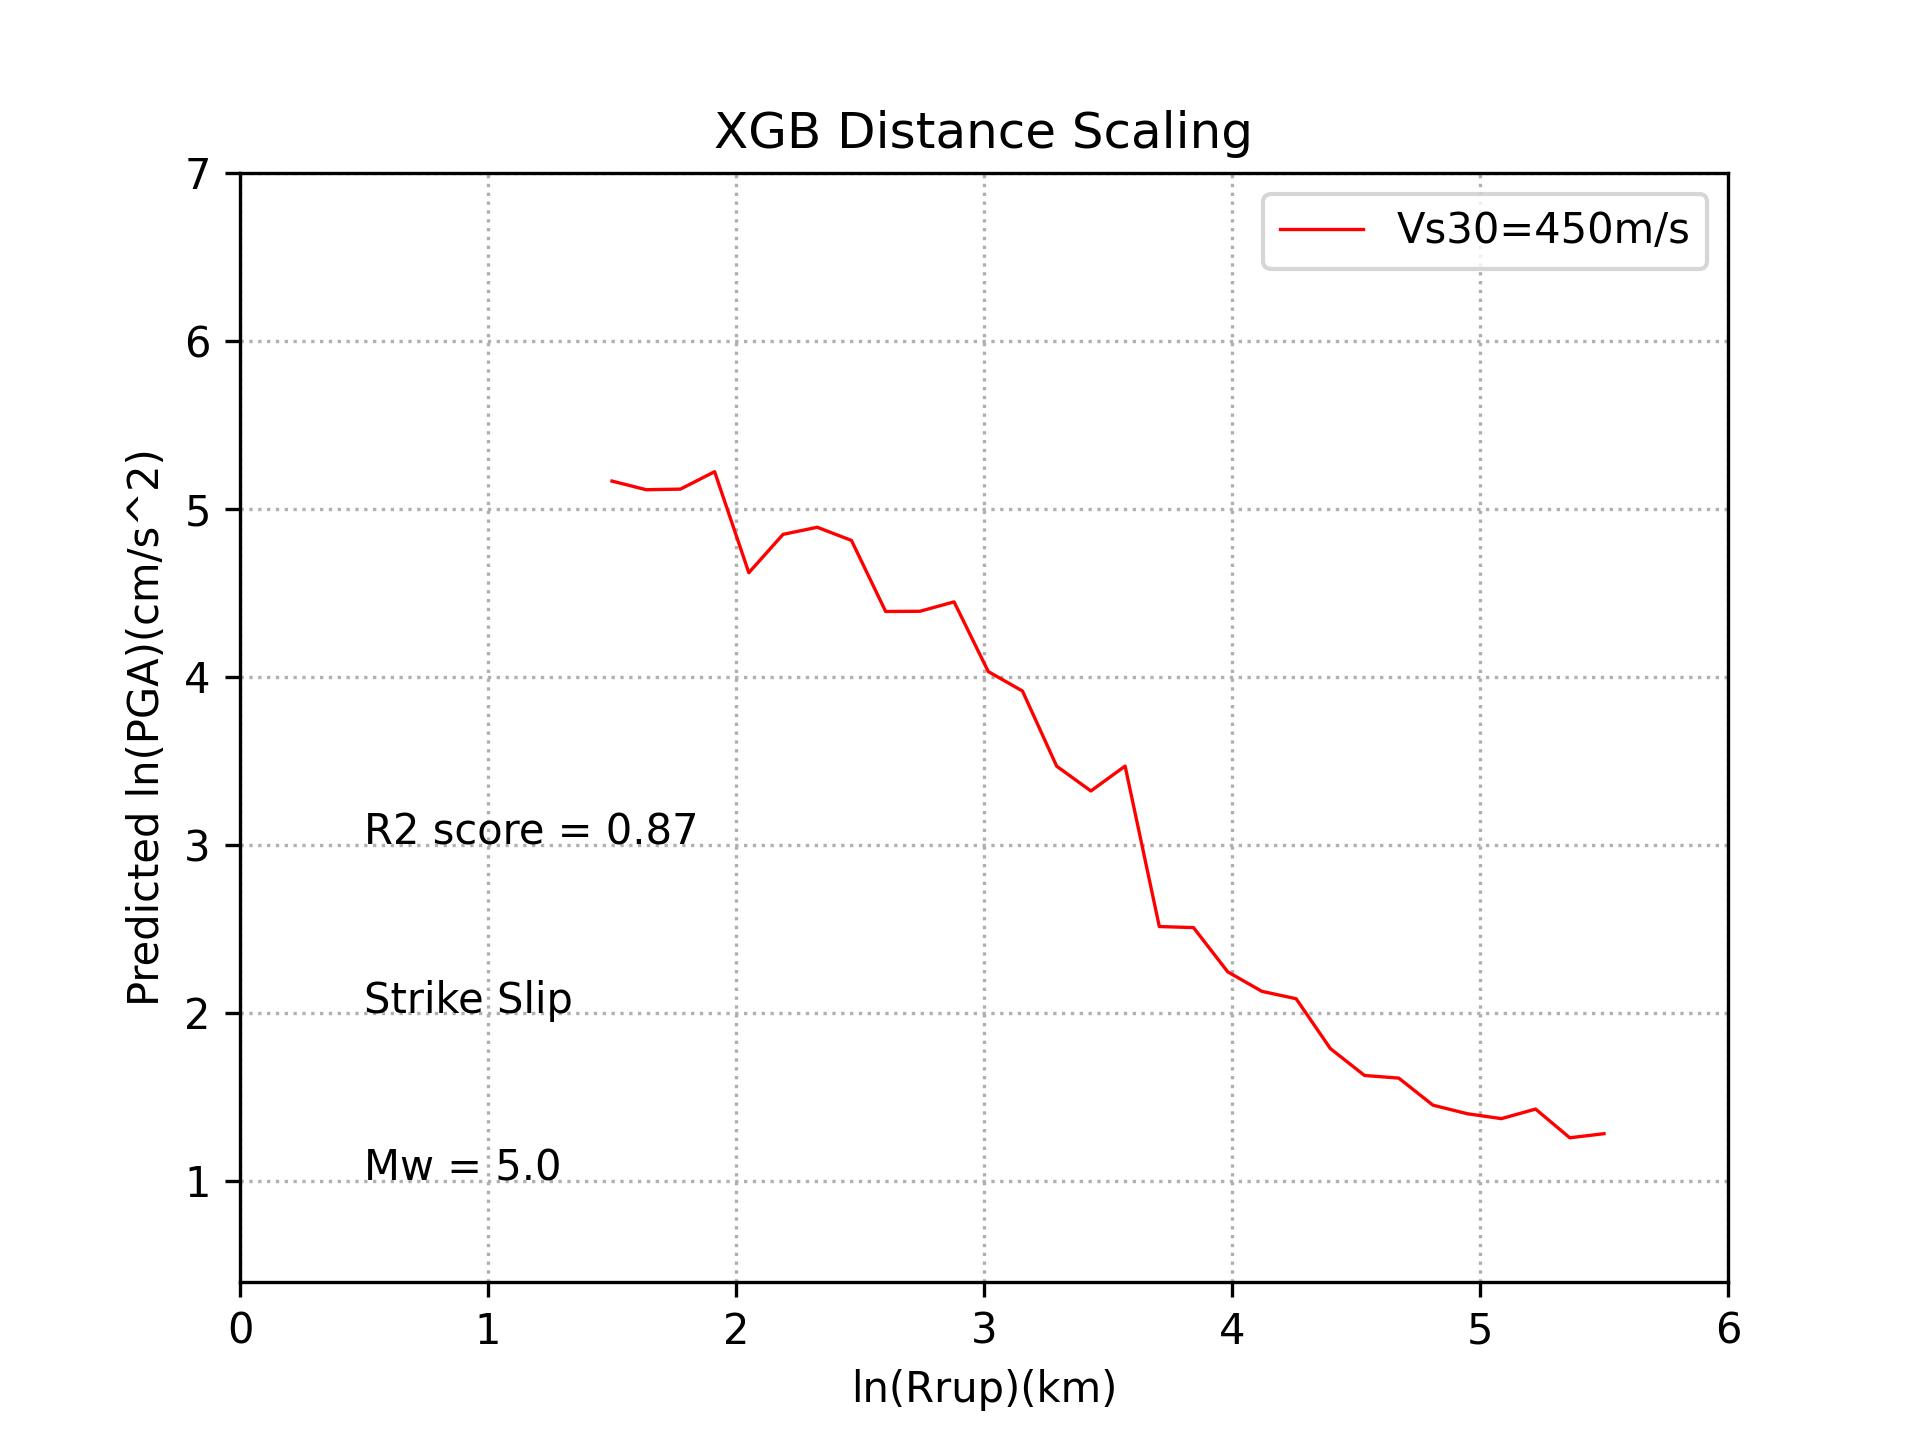 XGB Distance Scaling
7
6
5
4
3
2
1
Predicted ln(PGA)(cm/s^2)
Vs30=450m/s
R2 score = 0.87
Strike Slip
Mw = 5.0
0 1 2 3 4 5 6
ln(Rrup)(km)